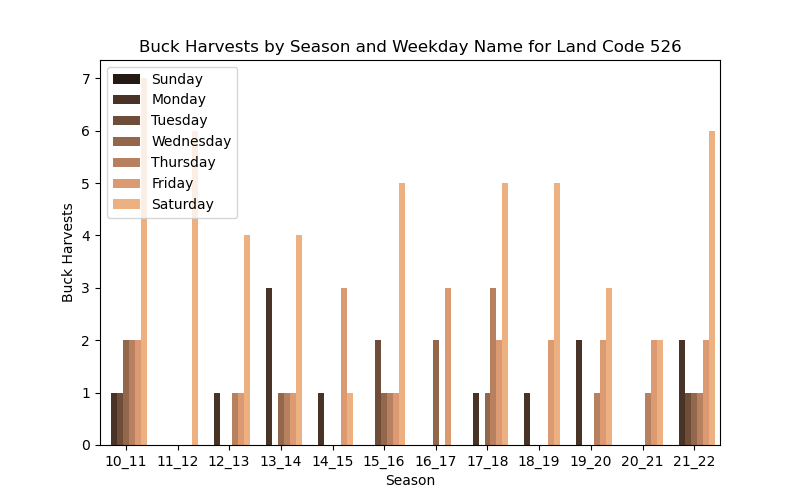 Buck Harvests by Season and Weekday Name for Land Code 526
Buck Harvests
7
6
5
4
3
2
1
0
Sunday
Monday
Tuesday
Wednesday
Thursday
Friday
Saturday
10_11 11_12 12_13 13_14 14_15 15_16 16_17 17_18 18_19 19_20 20_21 21_22
Season